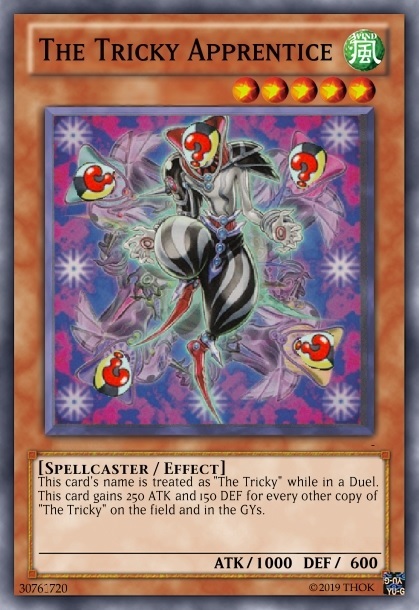 THE TRICKY APPRENTICE
WIND
風
[SPELLCASTER / EFFECT]
This card's name is treated as "The Tricky" while in a Duel.
This card gains 250 ATK and 150 DEF for every other copy of
"The Tricky" on the field and in the GYs.
ATK / 1000 DEF / 600
©2019 THOK
YU-G